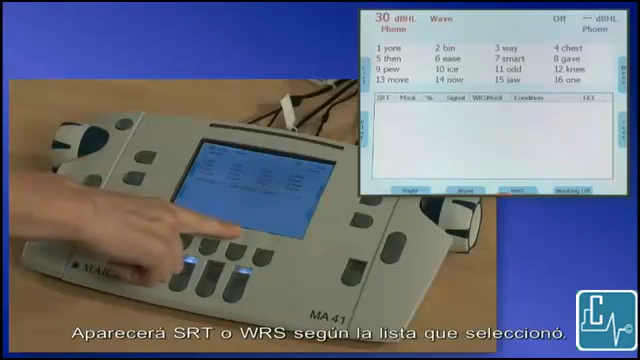 30 dBHL Wave Off -- dBHL
Phone Phone
1 yore 2 bin 3 way 4 chest
5 then 6 ease 7 smart 8 gave
9 pew 10 ice 11 odd 12 knee
13 move 14 now 15 jaw 16 one
SRT Mask % Signal WRSMask Condition UCL
Right Wave WRS Masking Off
MA 41
Aparecerá SRT o WRS según la lista que seleccionó.